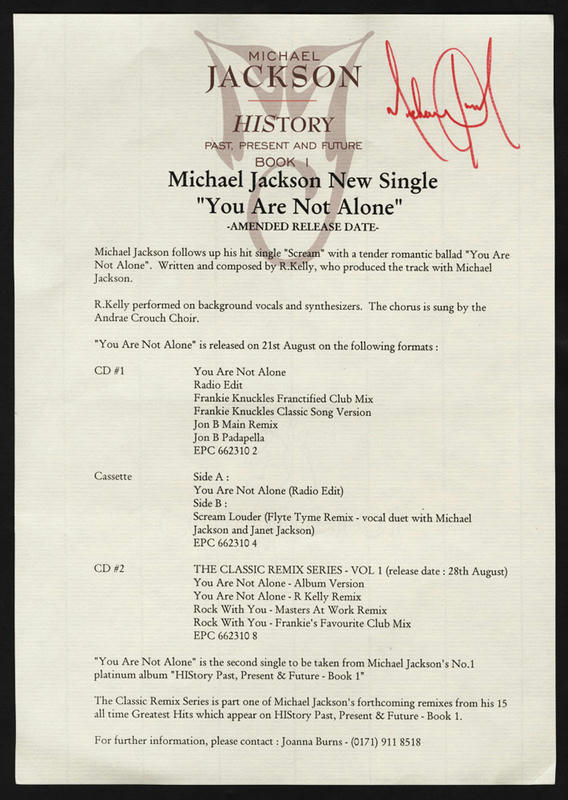 MICHAEL
JACKSON
HISTORY
PAST, PRESENT AND FUTURE
BOOK I
Michael Jackson New Single
"You Are Not Alone"
-AMENDED RELEASE DATE-
Michael Jackson follows up his hit single "Scream" with a tender romantic ballad "You Are
Not Alone". Written and composed by R.Kelly, who produced the track with Michael
Jackson.
R.Kelly performed on background vocals and synthesizers. The chorus is sung by the
Andrae Crouch Choir.
"You Are Not Alone" is released on 21st August on the following formats :
CD #1 You Are Not Alone
Radio Edit
Frankie Knuckles Franctified Club Mix
Frankie Knuckles Classic Song Version
Jon B Main Remix
Jon B Padapella
EPC 662310 2
Cassette Side A :
You Are Not Alone (Radio Edit)
Side B :
Scream Louder (Flyte Tyme Remix - vocal duet with Michael
Jackson and Janet Jackson)
EPC 662310 4
CD #2 THE CLASSIC REMIX SERIES - VOL 1 (release date : 28th August)
You Are Not Alone - Album Version
You Are Not Alone - R Kelly Remix
Rock With You - Masters At Work Remix
Rock With You - Frankie's Favourite Club Mix
EPC 662310 8
"You Are Not Alone" is the second single to be taken from Michael Jackson's No.1
platinum album "HIStory Past, Present & Future - Book 1"
The Classic Remix Series is part one of Michael Jackson's forthcoming remixes from his 15
all time Greatest Hits which appear on HIStory Past, Present & Future - Book 1.
For further information, please contact : Joanna Burns - (0171) 911 8518